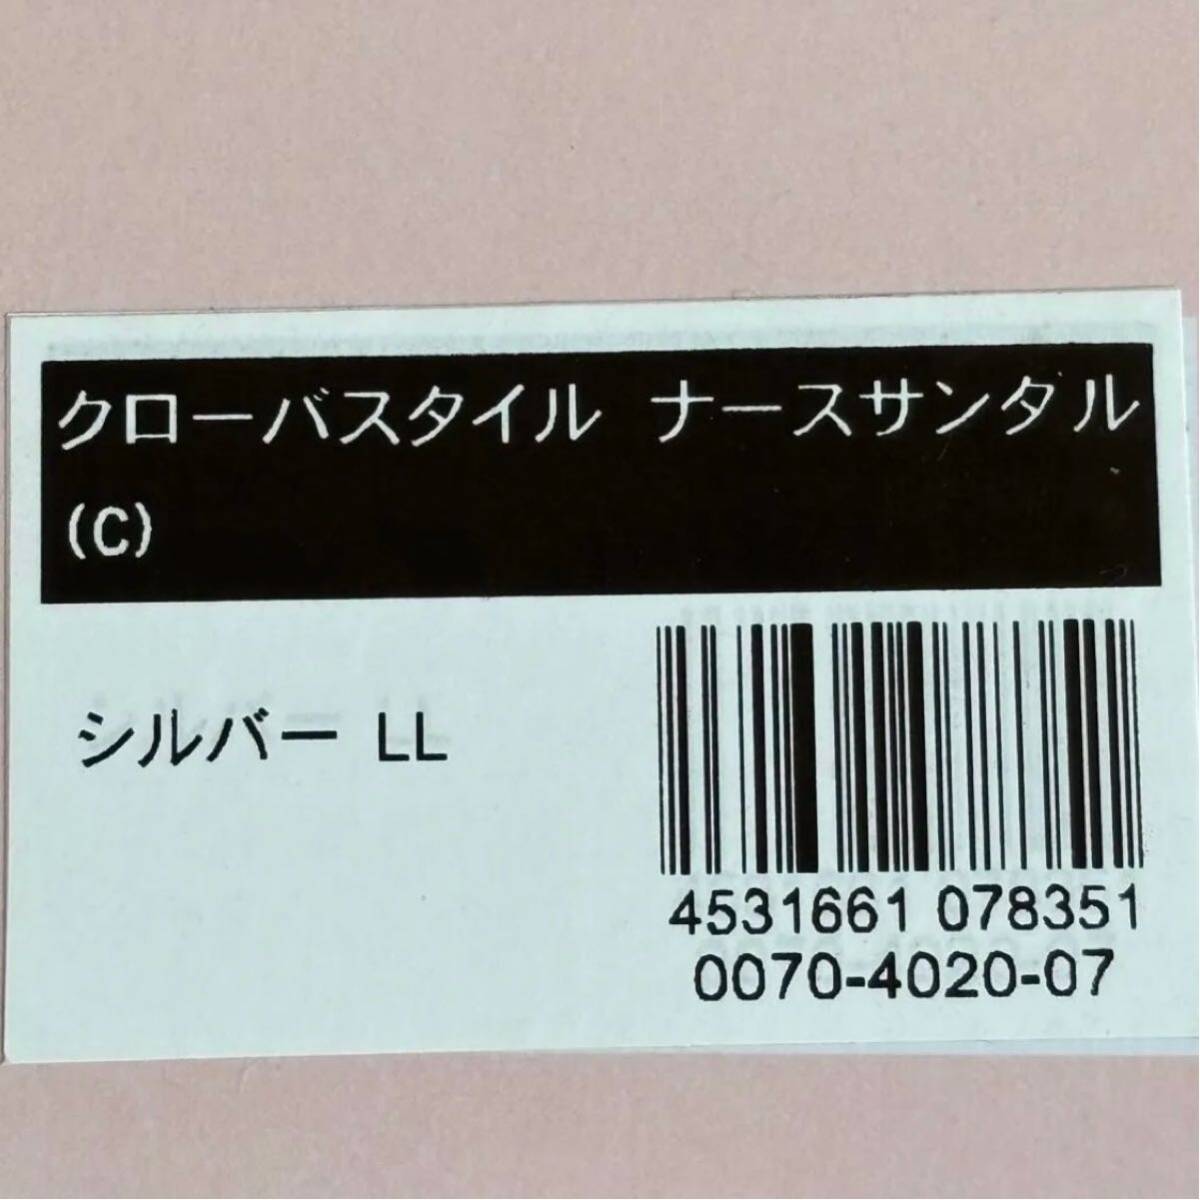 クローバスタイル ナースサンダル
(C)
シルバー LL
4531661 078351
0070-4020-07